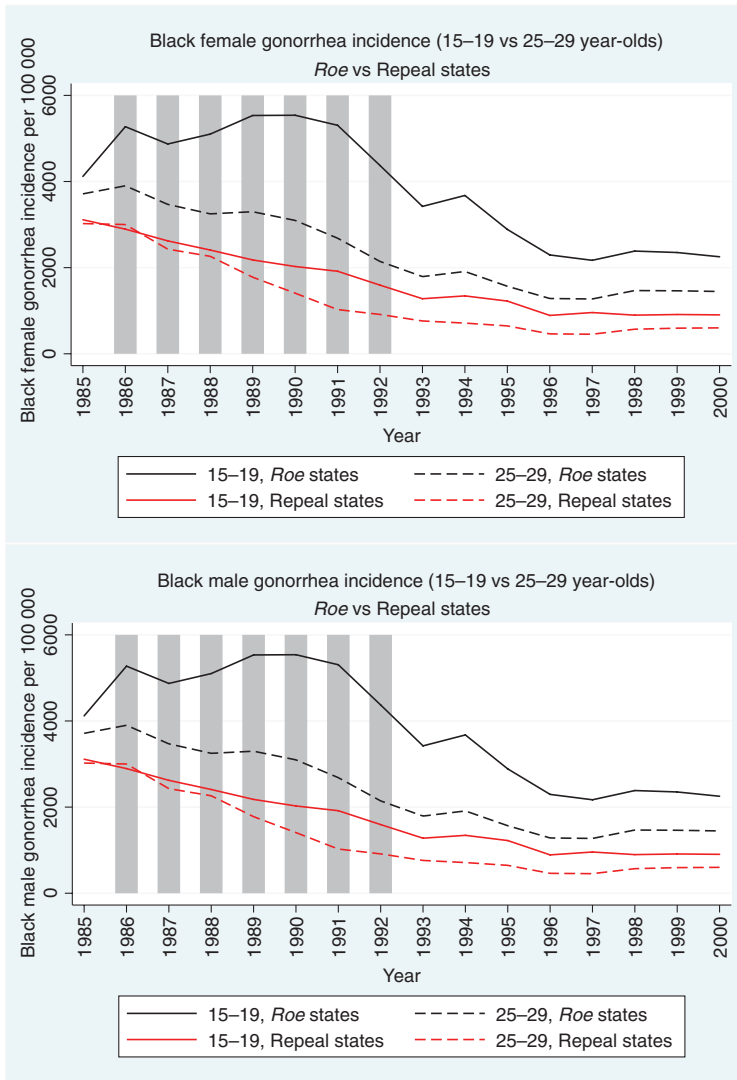 Black female gonorrhea incidence (15–19 vs 25–29 year-olds)
Roe vs Repeal states
Black female gonorrhea incidence per 100 000
6000
4000
2000
0
1985 1986 1987 1988 1989 1990 1991 1992 1993 1994 1995 1996 1997 1998 1999 2000
Year
15–19, Roe states 25–29, Roe states
15–19, Repeal states 25–29, Repeal states
Black male gonorrhea incidence (15–19 vs 25–29 year-olds)
Roe vs Repeal states
Black male gonorrhea incidence per 100 000
6000
4000
2000
0
1985 1986 1987 1988 1989 1990 1991 1992 1993 1994 1995 1996 1997 1998 1999 2000
Year
15–19, Roe states 25–29, Roe states
15–19, Repeal states 25–29, Repeal states